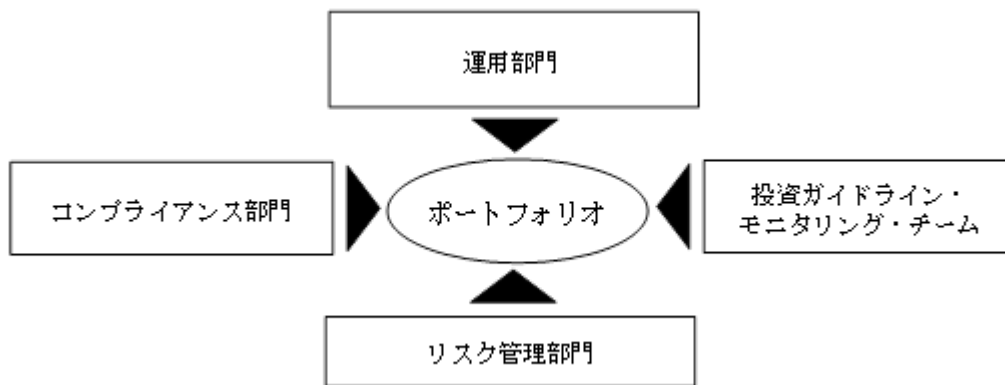 運用部門
コンプライアンス部門
ポートフォリオ
投資ガイドライン・
モニタリング・チーム
リスク管理部門